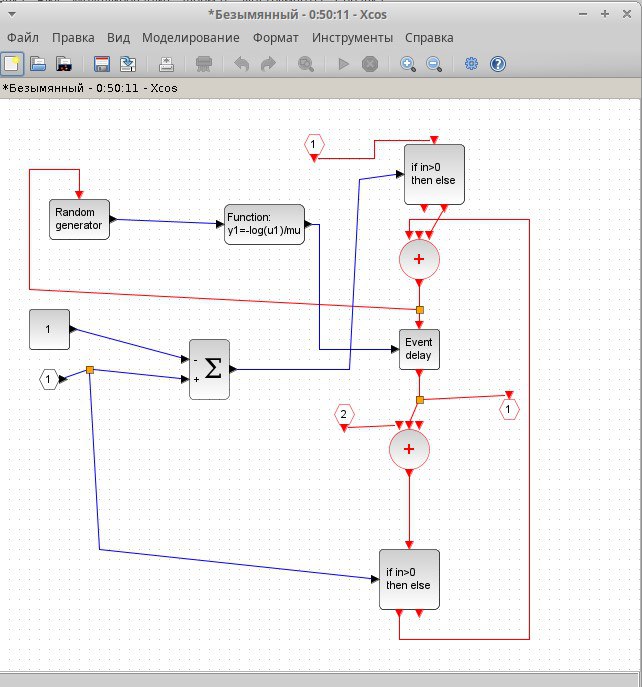 *Безымянный - 0:50:11 - Xcos
Файл Правка Вид Моделирование Формат Инструменты Справка
*Безымянный - 0:50:11 - Xcos
1
if in>0
then else
Random
generator
Function:
y1=-log(u1)/mu
+
1
Event
delay
-
+
Σ
1
2
1
+
if in>0
then else